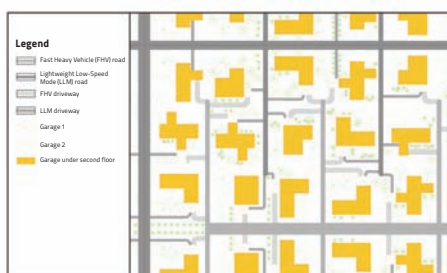 Legend
Fast Heavy Vehicle (FHV) road
Lightweight Low-Speed
Mode (LLM) road
FHV driveway
LLM driveway
Garage 1
Garage 2
Garage under second floor